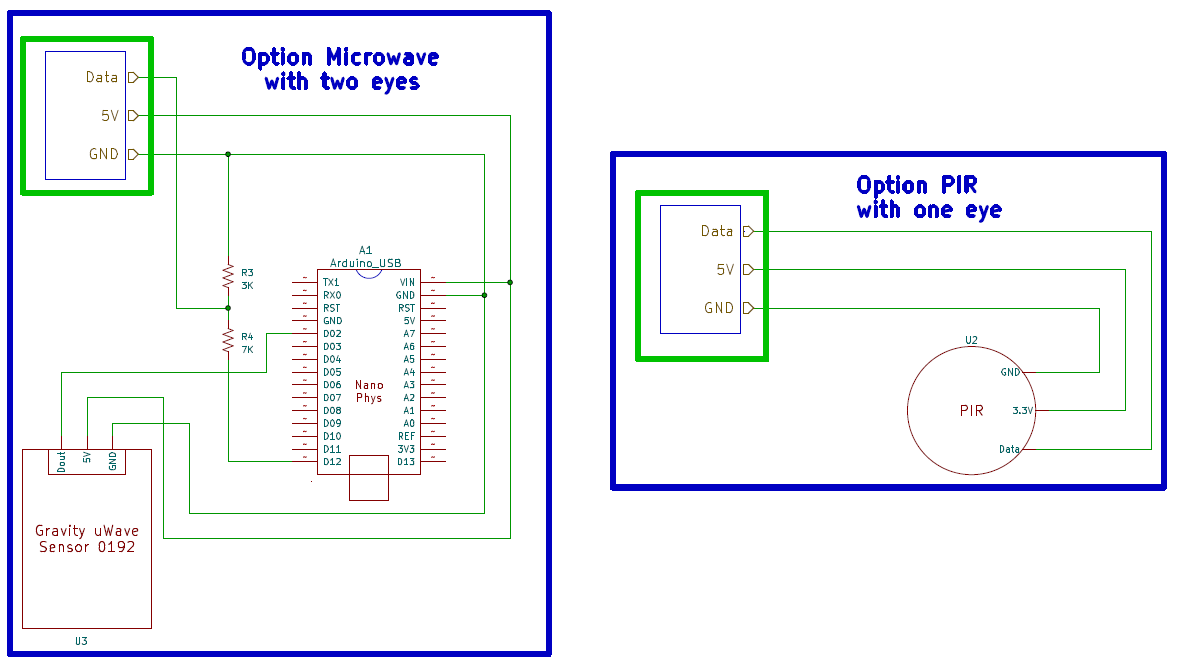 Option Microwave
with two eyes
Data
5V
GND
R3
3K
R4
7K
A1
Arduino_USB
TX1
RX0
RST
GND
D02
D03
D04
D05
D06
D07
D08
D09
D10
D11
D12
VIN
GND
RST
5V
A7
A6
A5
A4
A3
A2
A1
A0
REF
3V3
D13
Nano
Phys
Dout
5V
GND
Gravity uWave
Sensor 0192
U3
Option PIR
with one eye
Data
5V
GND
U2
GND
3.3V
Data
PIR